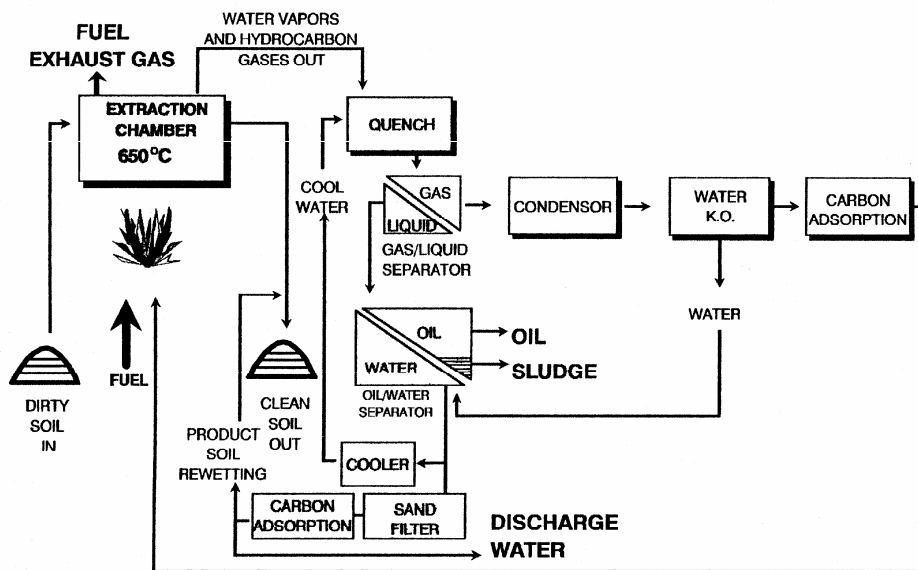 WATER VAPORS
AND HYDROCARBON
GASES OUT
FUEL
EXHAUST GAS
EXTRACTION
CHAMBER
650°C
QUENCH
COOL
WATER
GAS
LIQUID
GAS/LIQUID
SEPARATOR
CONDENSOR
WATER
K.O.
CARBON
ADSORPTION
WATER
OIL
WATER
OIL/WATER
SEPARATOR
OIL
SLUDGE
FUEL
DIRTY
SOIL
IN
CLEAN
SOIL
OUT
PRODUCT
SOIL
REWETTING
COOLER
CARBON
ADSORPTION
SAND
FILTER
DISCHARGE
WATER